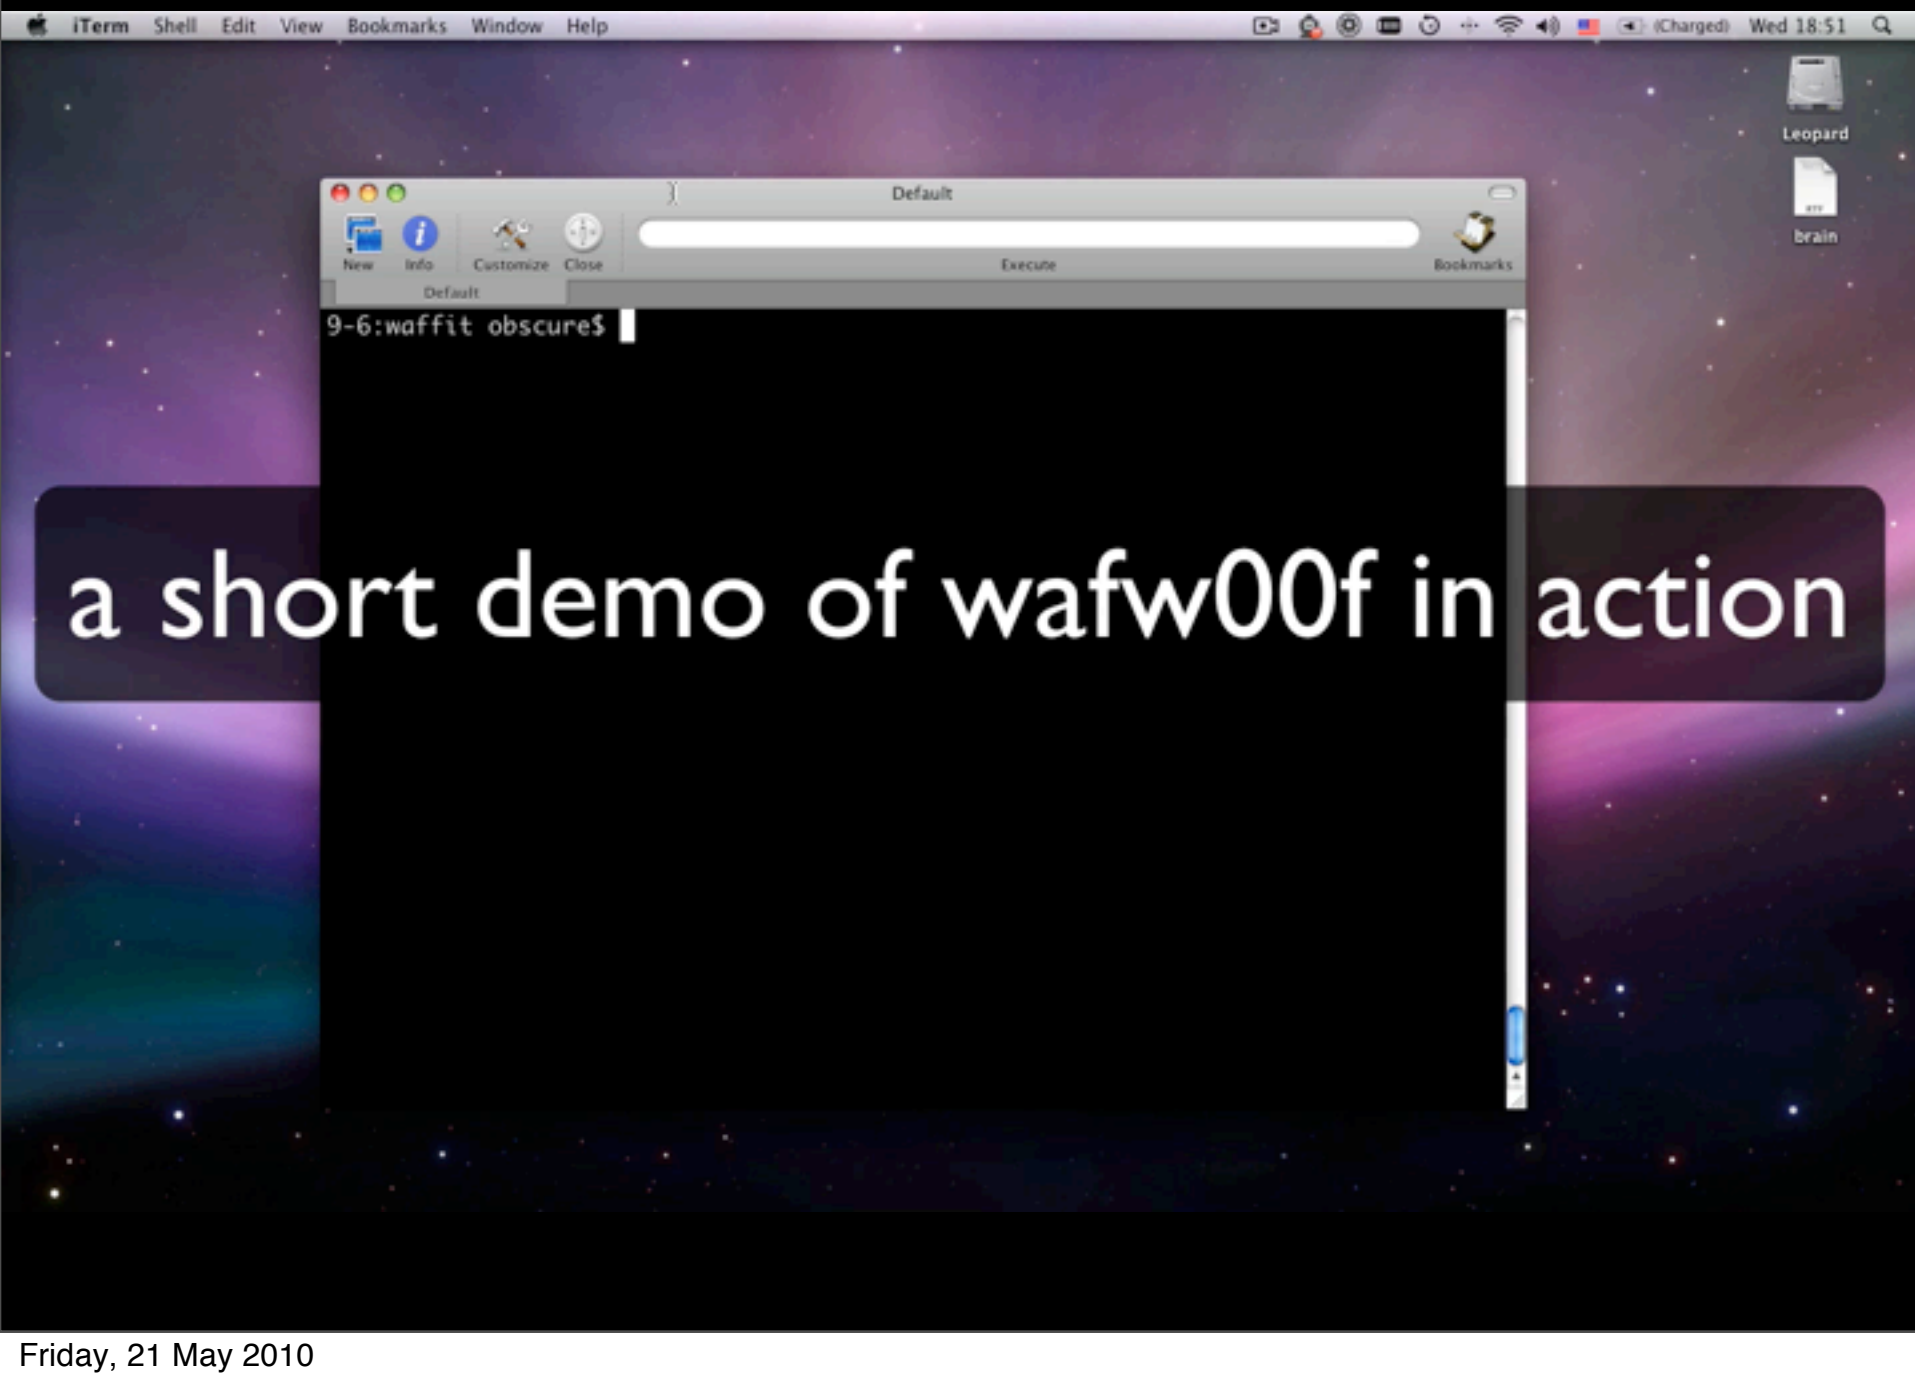 iTerm Shell Edit View Bookmarks Window Help (Charged) Wed 18:51
Leopard
brain
Default
New Info Customize Close Execute Bookmarks
Default
9-6:waffit obscure$
a short demo of wafw00f in action
Friday, 21 May 2010